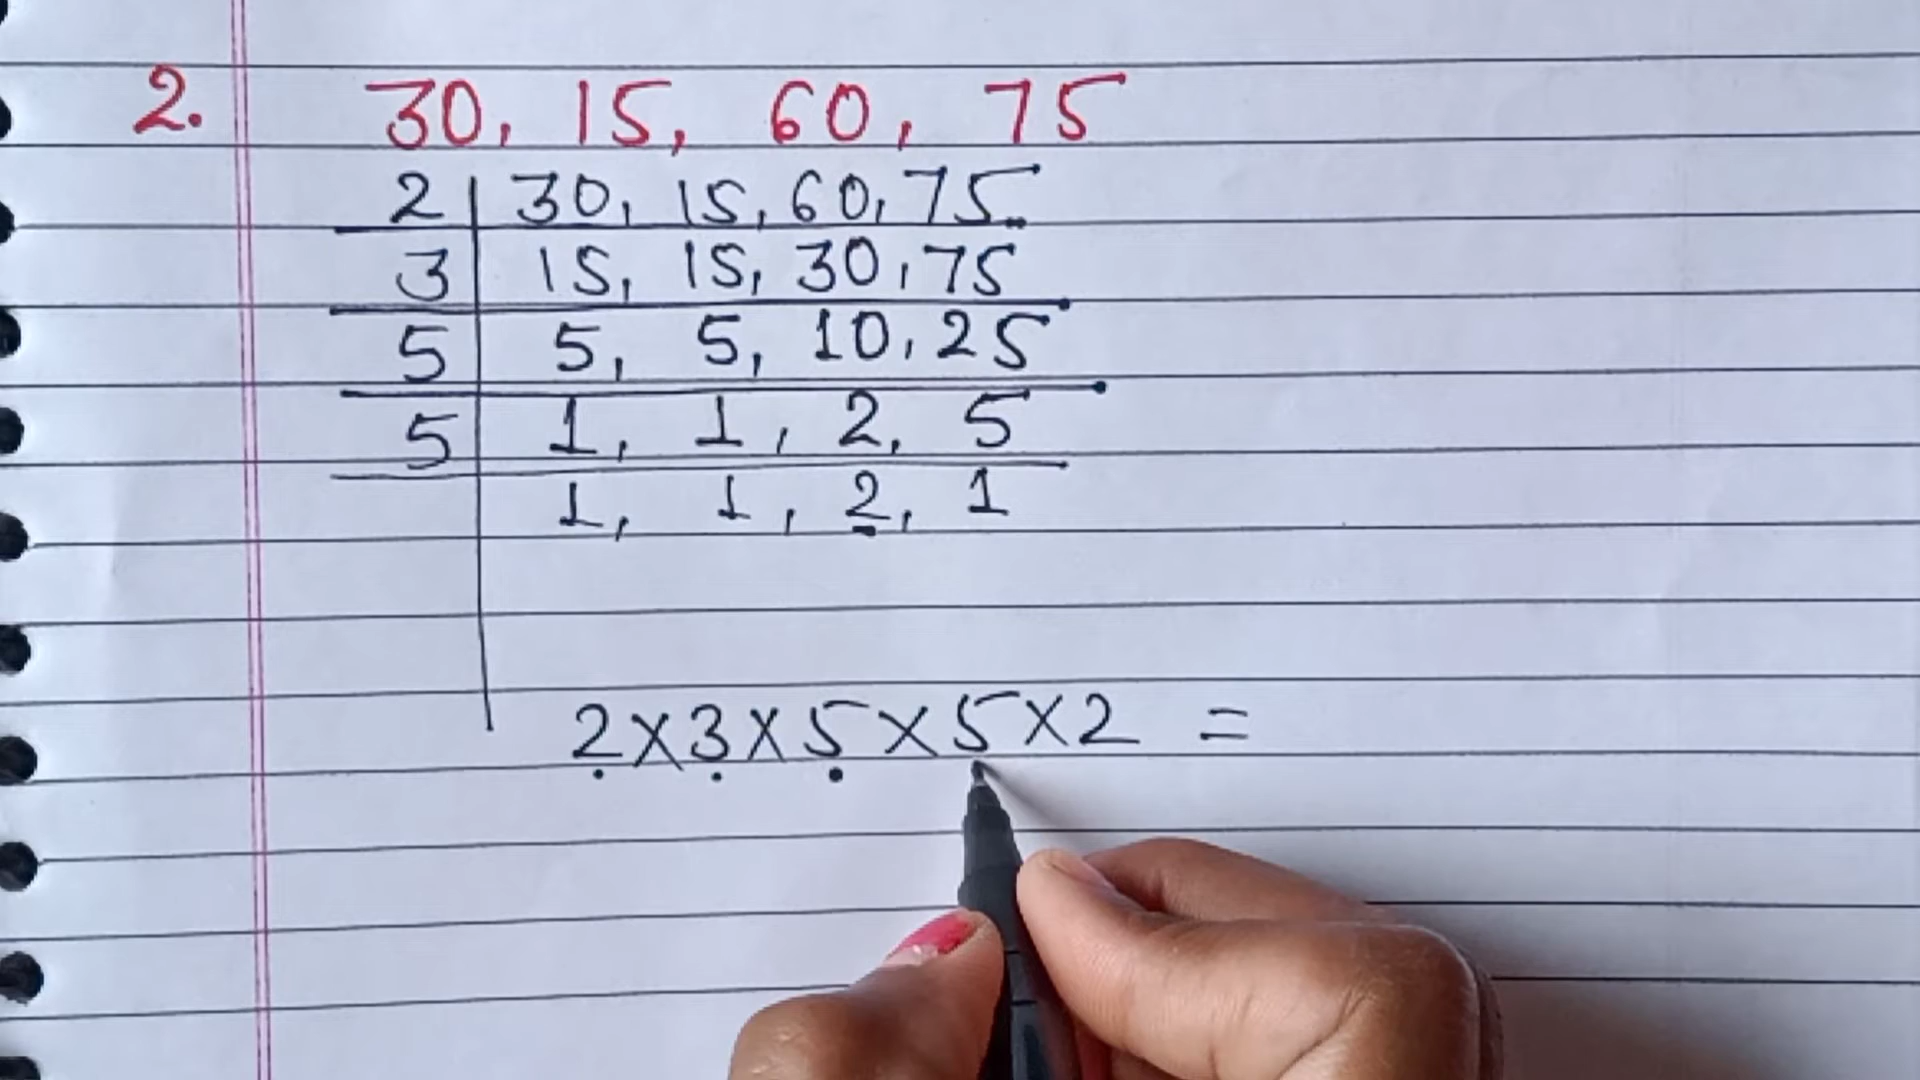 2. 30, 15, 60, 75
2 | 30, 15, 60, 75
3 | 15, 15, 30, 75
5 | 5, 5, 10, 25
5 | 1, 1, 2, 5
1, 1, 2, 1
2×3×5×5×2 =